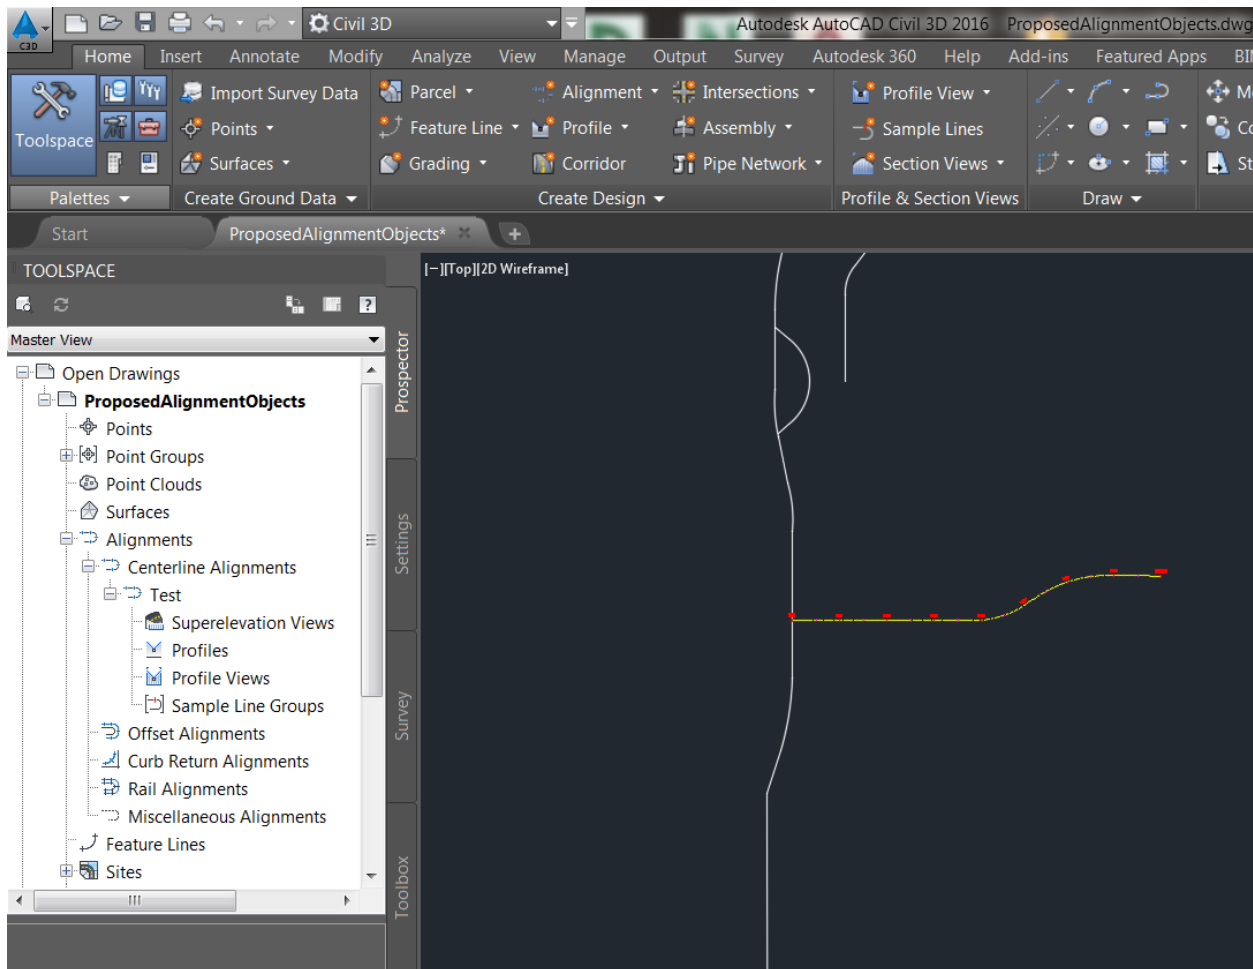 Civil 3D
Autodesk AutoCAD Civil 3D 2016 ProposedAlignmentObjects.dwg
C3D
Home Insert Annotate Modify Analyze View Manage Output Survey Autodesk 360 Help Add-ins Featured Apps
Import Survey Data Parcel Alignment Intersections Profile View
Toolspace Points Feature Line Profile Assembly Sample Lines
Surfaces Grading Corridor Pipe Network Section Views
Palettes Create Ground Data Create Design Profile & Section Views Draw
Start ProposedAlignmentObjects* +
TOOLSPACE
[−][Top][2D Wireframe]
?
Master View
Open Drawings
ProposedAlignmentObjects
Points
Point Groups
Point Clouds
Surfaces
Alignments
Centerline Alignments
Test
Superelevation Views
Profiles
Profile Views
Sample Line Groups
Offset Alignments
Curb Return Alignments
Rail Alignments
Miscellaneous Alignments
Feature Lines
Sites
Prospector
Settings
Survey
Toolbox